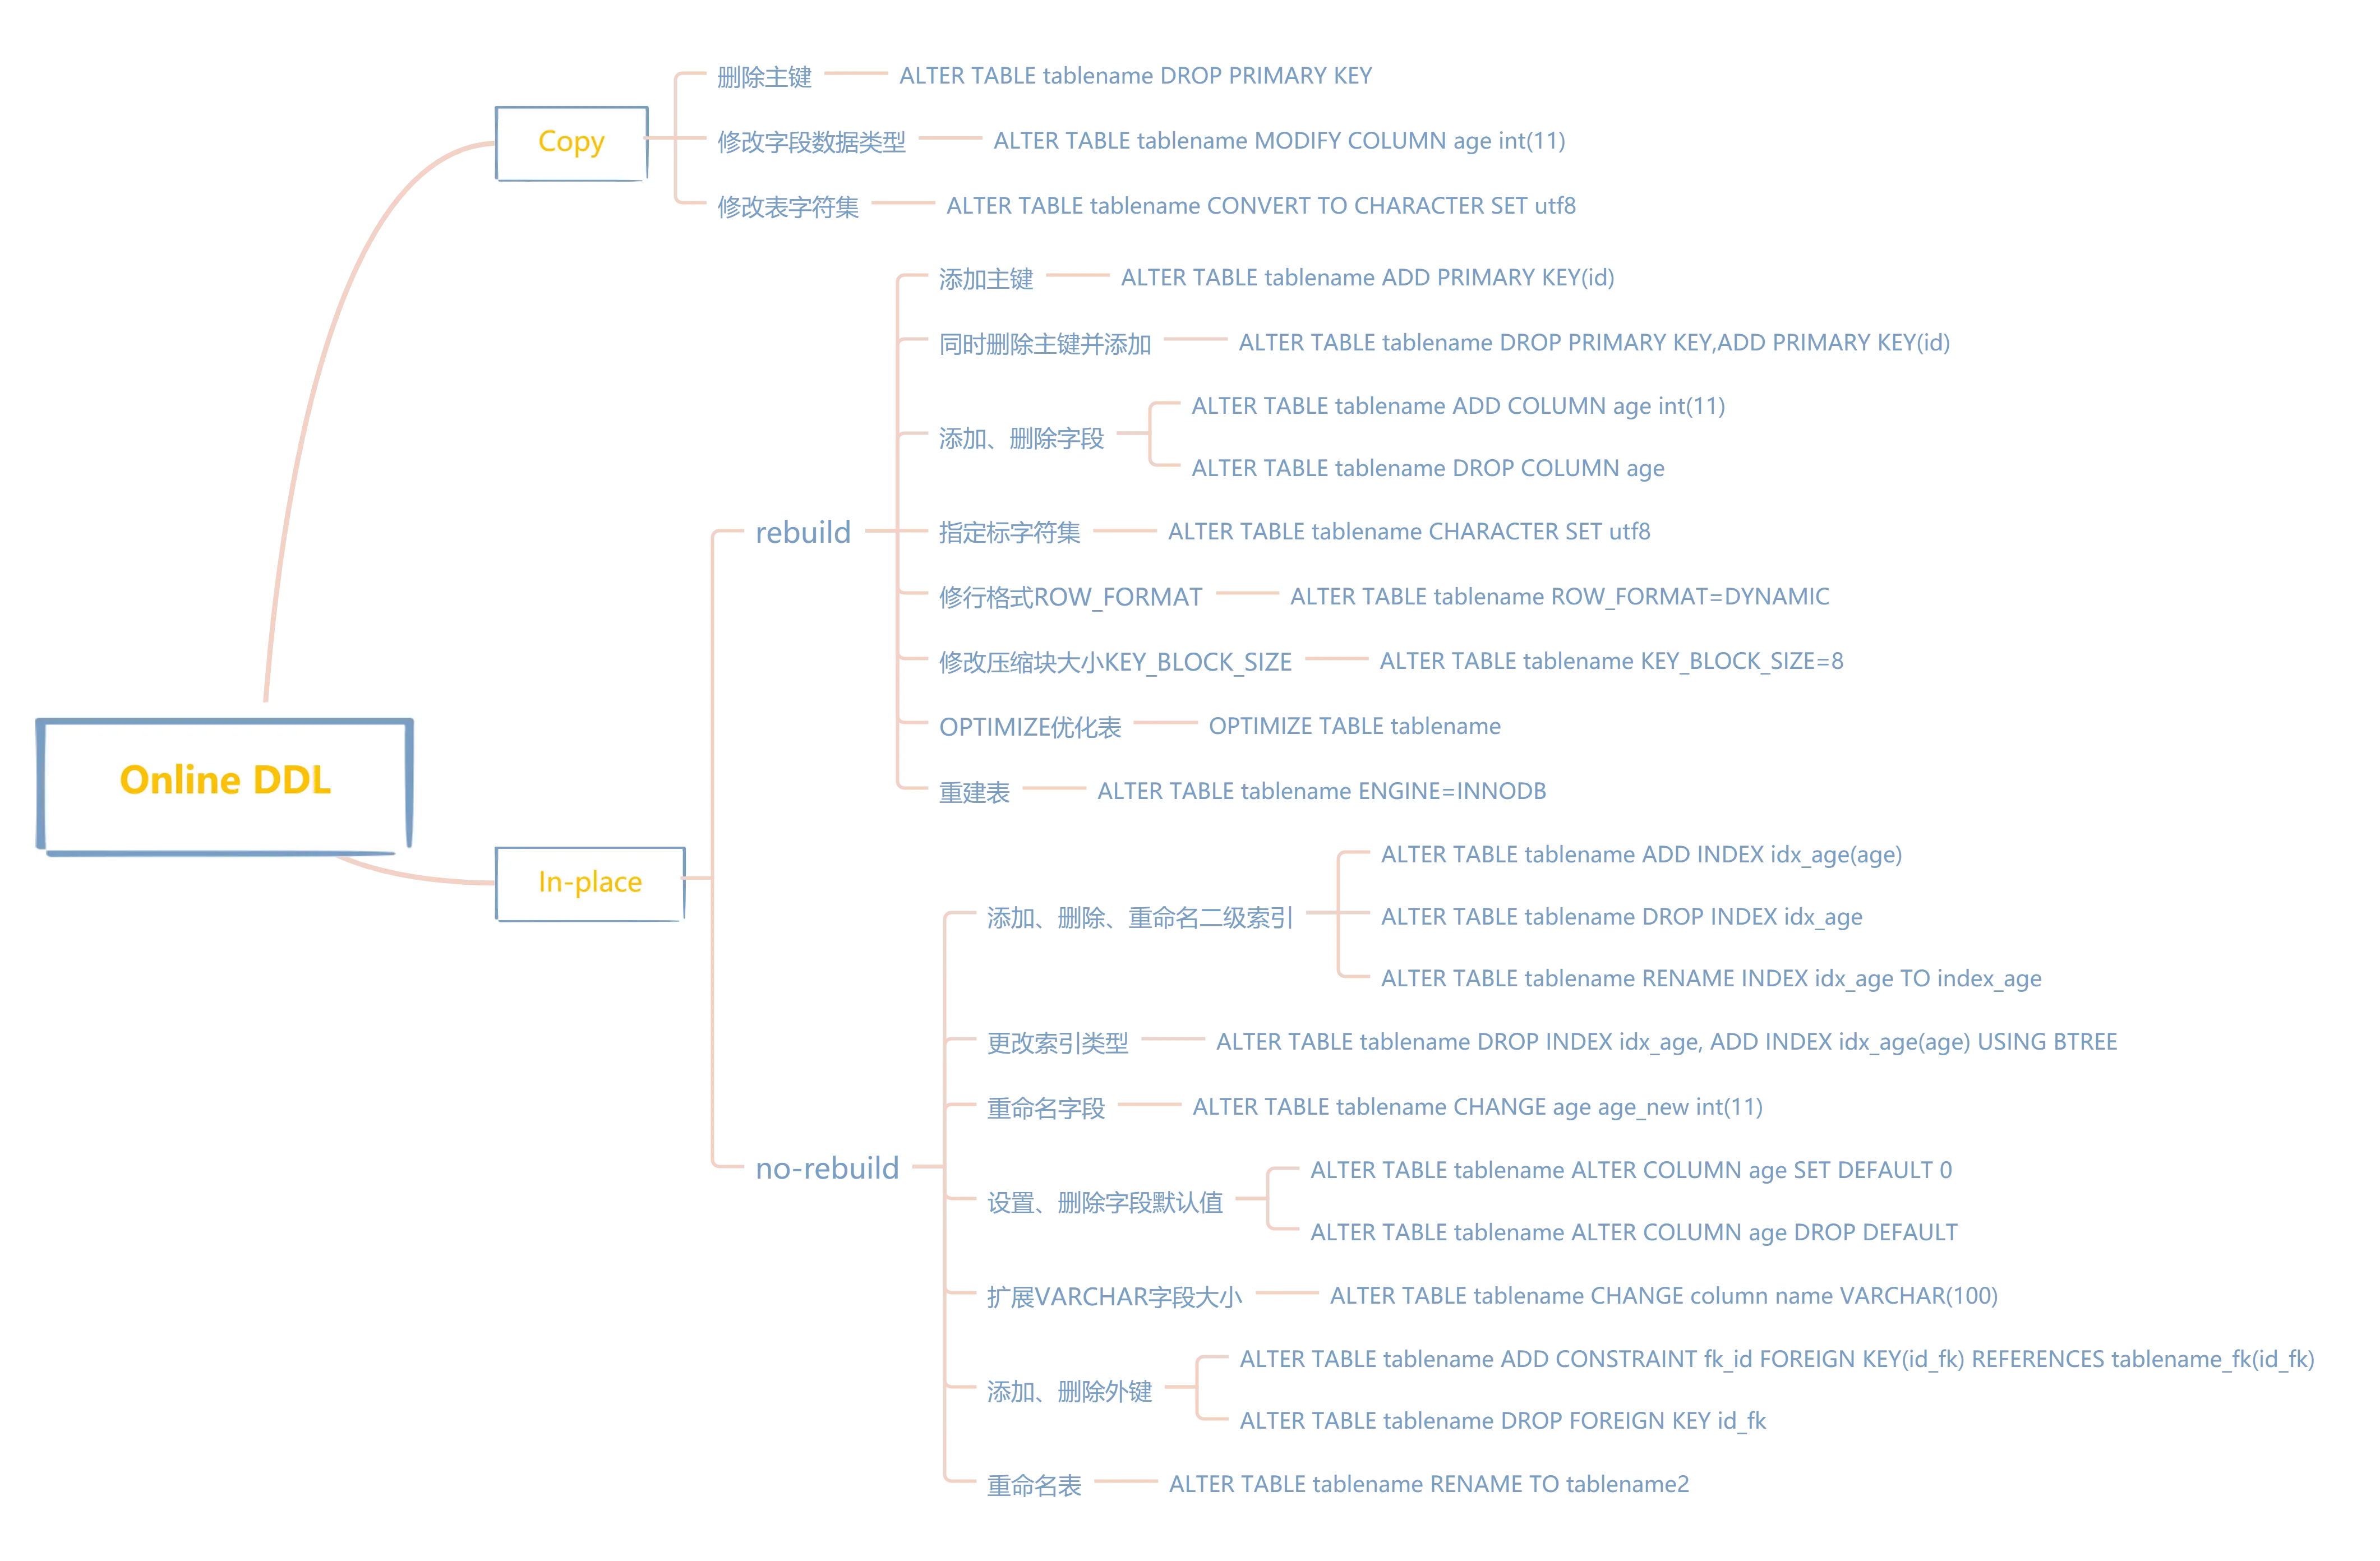 Online DDL
Copy
删除主键
ALTER TABLE tablename DROP PRIMARY KEY
修改字段数据类型
ALTER TABLE tablename MODIFY COLUMN age int(11)
修改表字符集
ALTER TABLE tablename CONVERT TO CHARACTER SET utf8
In-place
rebuild
添加主键
ALTER TABLE tablename ADD PRIMARY KEY(id)
同时删除主键并添加
ALTER TABLE tablename DROP PRIMARY KEY,ADD PRIMARY KEY(id)
添加、删除字段
ALTER TABLE tablename ADD COLUMN age int(11)
ALTER TABLE tablename DROP COLUMN age
指定标字符集
ALTER TABLE tablename CHARACTER SET utf8
修行格式ROW_FORMAT
ALTER TABLE tablename ROW_FORMAT=DYNAMIC
修改压缩块大小KEY_BLOCK_SIZE
ALTER TABLE tablename KEY_BLOCK_SIZE=8
OPTIMIZE优化表
OPTIMIZE TABLE tablename
重建表
ALTER TABLE tablename ENGINE=INNODB
no-rebuild
添加、删除、重命名二级索引
ALTER TABLE tablename ADD INDEX idx_age(age)
ALTER TABLE tablename DROP INDEX idx_age
ALTER TABLE tablename RENAME INDEX idx_age TO index_age
更改索引类型
ALTER TABLE tablename DROP INDEX idx_age, ADD INDEX idx_age(age) USING BTREE
重命名字段
ALTER TABLE tablename CHANGE age age_new int(11)
设置、删除字段默认值
ALTER TABLE tablename ALTER COLUMN age SET DEFAULT 0
ALTER TABLE tablename ALTER COLUMN age DROP DEFAULT
扩展VARCHAR字段大小
ALTER TABLE tablename CHANGE column name VARCHAR(100)
添加、删除外键
ALTER TABLE tablename ADD CONSTRAINT fk_id FOREIGN KEY(id_fk) REFERENCES tablename_fk(id_fk)
ALTER TABLE tablename DROP FOREIGN KEY id_fk
重命名表
ALTER TABLE tablename RENAME TO tablename2